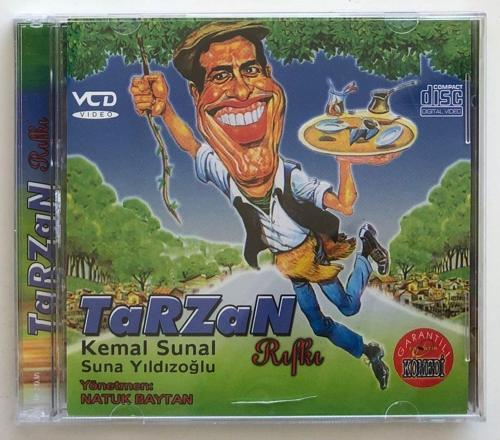 TaRZaN Rıfkı
VCD
VIDEO
COMPACT
disc
DIGITAL VIDEO
TaRZaN
Rıfkı
Kemal Sunal
Suna Yıldızoğlu
Yönetmen:
NATUK BAYTAN
GARANTİLİ
KOMEDİ